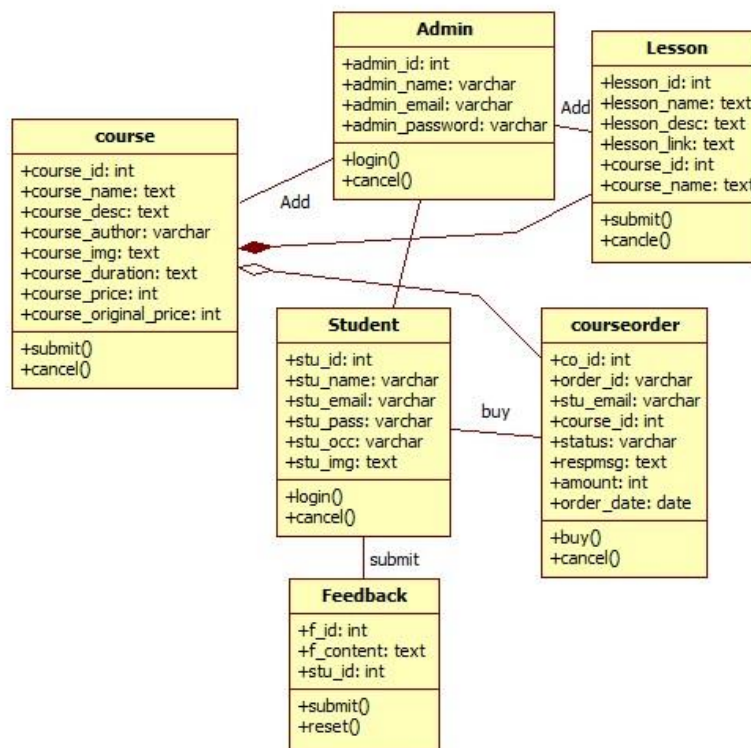 Admin
+admin_id: int
+admin_name: varchar
+admin_email: varchar
+admin_password: varchar
+login()
+cancel()
Lesson
+lesson_id: int
+lesson_name: text
+lesson_desc: text
+lesson_link: text
+course_id: int
+course_name: text
+submit()
+cancle()
Add
course
+course_id: int
+course_name: text
+course_desc: text
+course_author: varchar
+course_img: text
+course_duration: text
+course_price: int
+course_original_price: int
+submit()
+cancel()
Add
Student
+stu_id: int
+stu_name: varchar
+stu_email: varchar
+stu_pass: varchar
+stu_occ: varchar
+stu_img: text
+login()
+cancel()
buy
courseorder
+co_id: int
+order_id: varchar
+stu_email: varchar
+course_id: int
+status: varchar
+respmsg: text
+amount: int
+order_date: date
+buy()
+cancel()
submit
Feedback
+f_id: int
+f_content: text
+stu_id: int
+submit()
+reset()